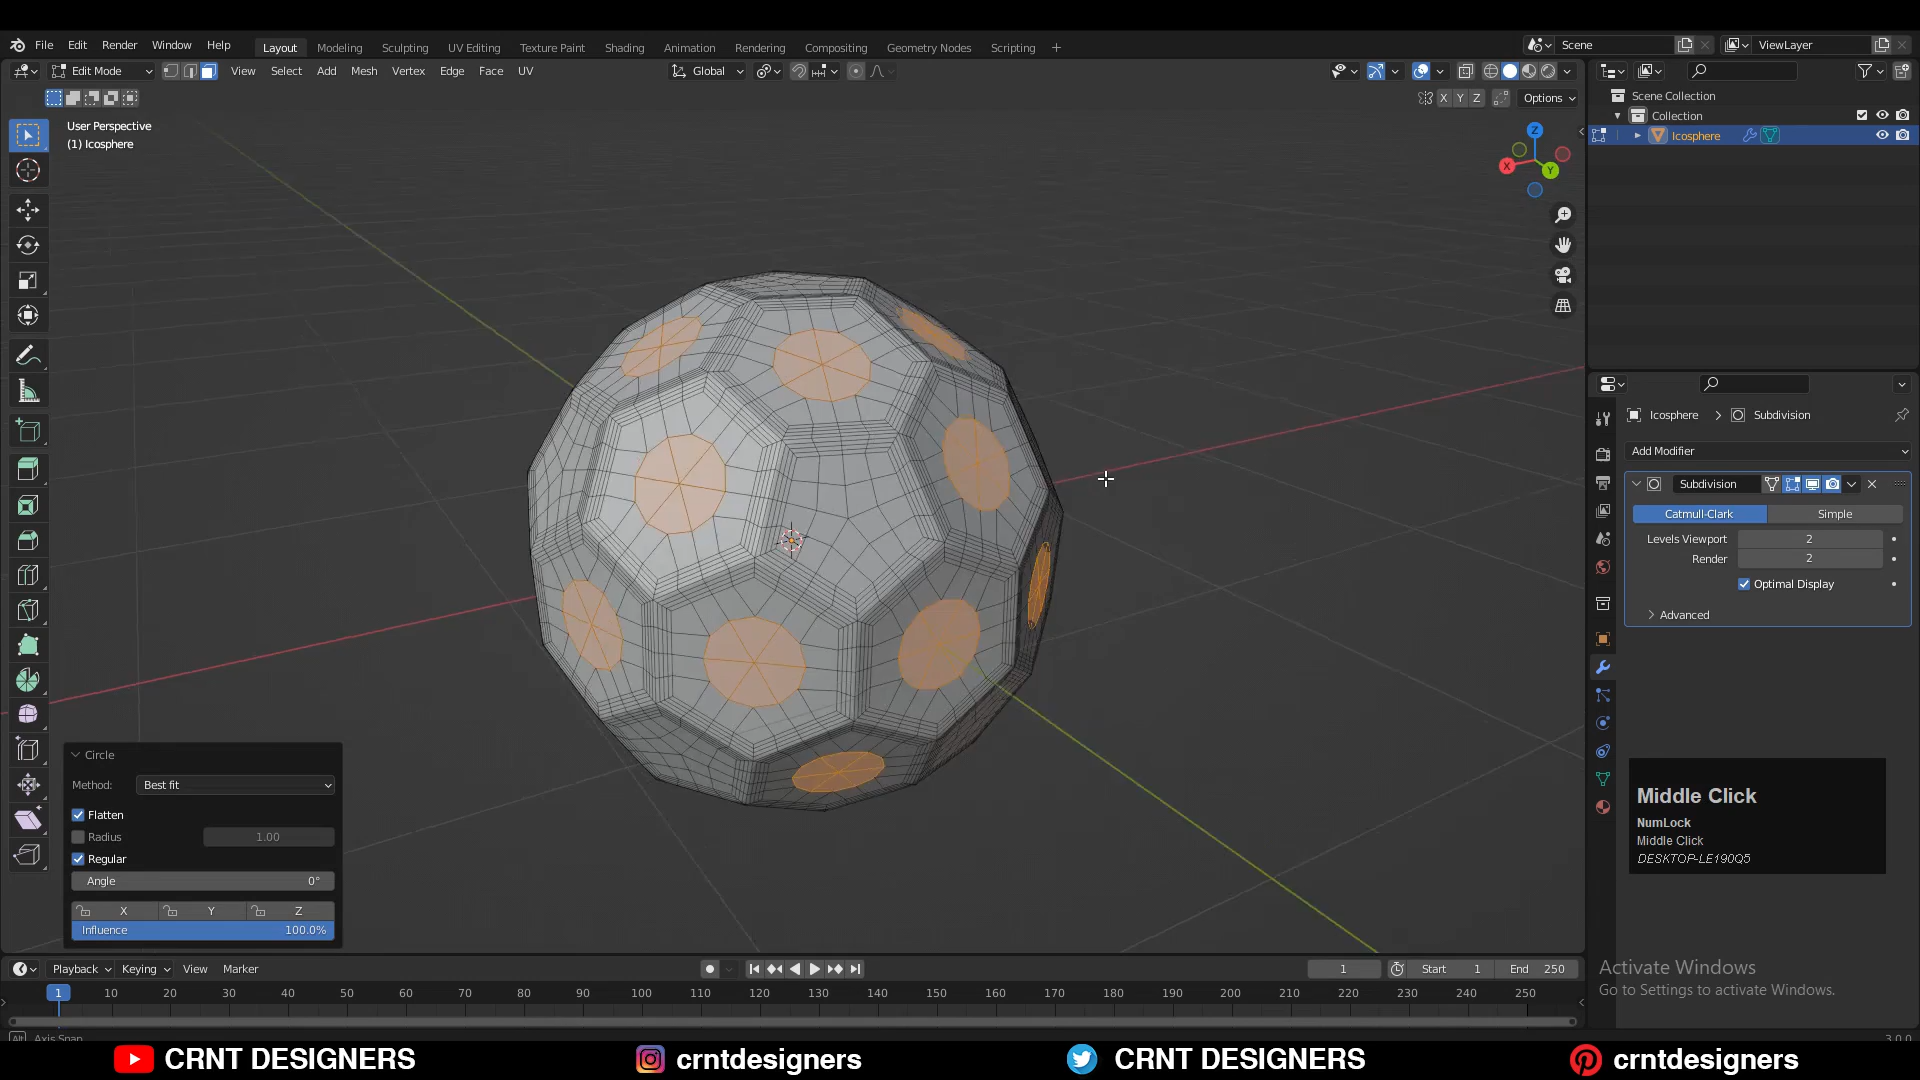 File Edit Render Window Help
Layout Modeling Sculpting UV Editing Texture Paint Shading Animation Rendering Compositing Geometry Nodes Scripting +
Scene
ViewLayer
Edit Mode View Select Add Mesh Vertex Edge Face UV
Global
X Y Z Options
User Perspective
(1) Icosphere
Z
X
Y
Scene Collection
Collection
Icosphere
Icosphere > Subdivision
Add Modifier
Subdivision
Catmull-Clark Simple
Levels Viewport 2
Render 2
Optimal Display
Advanced
Circle
Method: Best fit
Flatten
Radius 1.00
Regular
Angle 0°
X Y Z
Influence 100.0%
Middle Click
NumLock
Middle Click
DESKTOP-LE190Q5
Playback Keying View Marker
1 Start 1 End 250
1 10 20 30 40 50 60 70 80 90 100 110 120 130 140 150 160 170 180 190 200 210 220 230 240 250
Activate Windows
Go to Settings to activate Windows.
Alt Axis Snap
3.0.0
CRNT DESIGNERS crntdesigners CRNT DESIGNERS crntdesigners